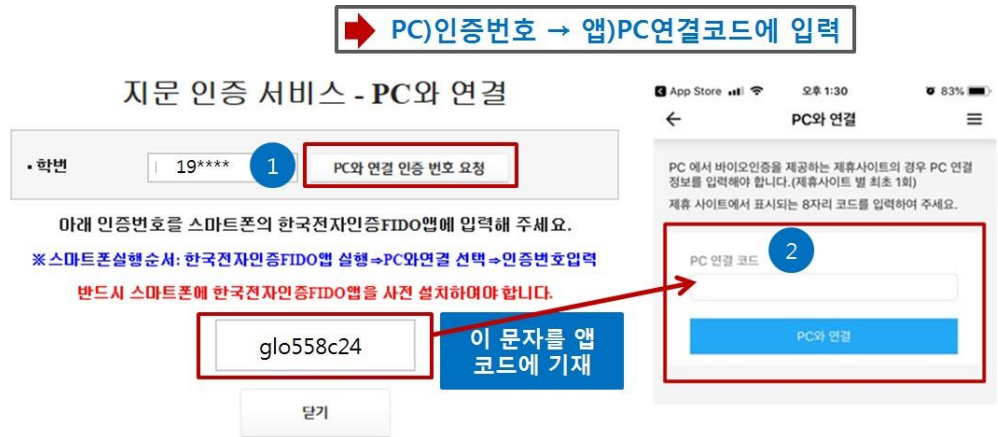 PC)인증번호 → 앱)PC연결코드에 입력
지문 인증 서비스 - PC와 연결
▪ 학번
19****
1
PC와 연결 인증 번호 요청
아래 인증번호를 스마트폰의 한국전자인증FIDO앱에 입력해 주세요.
※스마트폰실행순서: 한국전자인증FIDO앱 실행⇒PC와연결 선택⇒인증번호입력
반드시 스마트폰에 한국전자인증FIDO앱을 사전 설치하여야 합니다.
glo558c24
이 문자를 앱
코드에 기재
닫기
App Store
오후 1:30
83%
PC와 연결
PC 에서 바이오인증을 제공하는 제휴사이트의 경우 PC 연결
정보를 입력해야 합니다.(제휴사이트 별 최초 1회)
제휴 사이트에서 표시되는 8자리 코드를 입력하여 주세요.
PC 연결 코드
2
PC와 연결